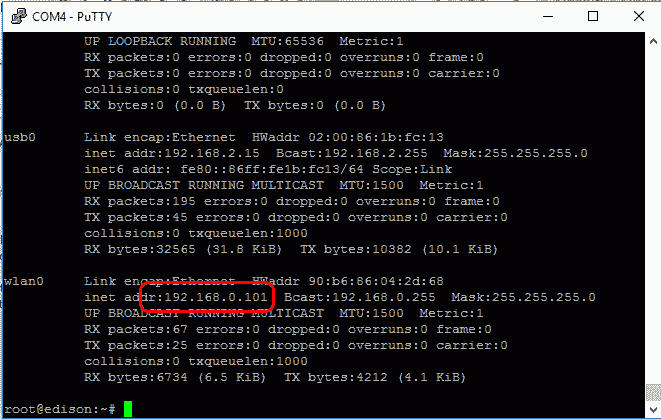 COM4 - PuTTY
UP LOOPBACK RUNNING  MTU:65536  Metric:1
RX packets:0 errors:0 dropped:0 overruns:0 frame:0
TX packets:0 errors:0 dropped:0 overruns:0 carrier:0
collisions:0 txqueuelen:0
RX bytes:0 (0.0 B)  TX bytes:0 (0.0 B)
usb0      Link encap:Ethernet  HWaddr 02:00:86:1b:fc:13
inet addr:192.168.2.15  Bcast:192.168.2.255  Mask:255.255.255.0
inet6 addr: fe80::86ff:fe1b:fc13/64 Scope:Link
UP BROADCAST RUNNING MULTICAST  MTU:1500  Metric:1
RX packets:195 errors:0 dropped:0 overruns:0 frame:0
TX packets:45 errors:0 dropped:0 overruns:0 carrier:0
collisions:0 txqueuelen:1000
RX bytes:32565 (31.8 KiB)  TX bytes:10382 (10.1 KiB)
wlan0     Link encap:Ethernet  HWaddr 90:b6:86:04:2d:68
inet addr:192.168.0.101  Bcast:192.168.0.255  Mask:255.255.255.0
UP BROADCAST RUNNING MULTICAST  MTU:1500  Metric:1
RX packets:67 errors:0 dropped:0 overruns:0 frame:0
TX packets:25 errors:0 dropped:0 overruns:0 carrier:0
collisions:0 txqueuelen:1000
RX bytes:6734 (6.5 KiB)  TX bytes:4212 (4.1 KiB)
root@edison:~#